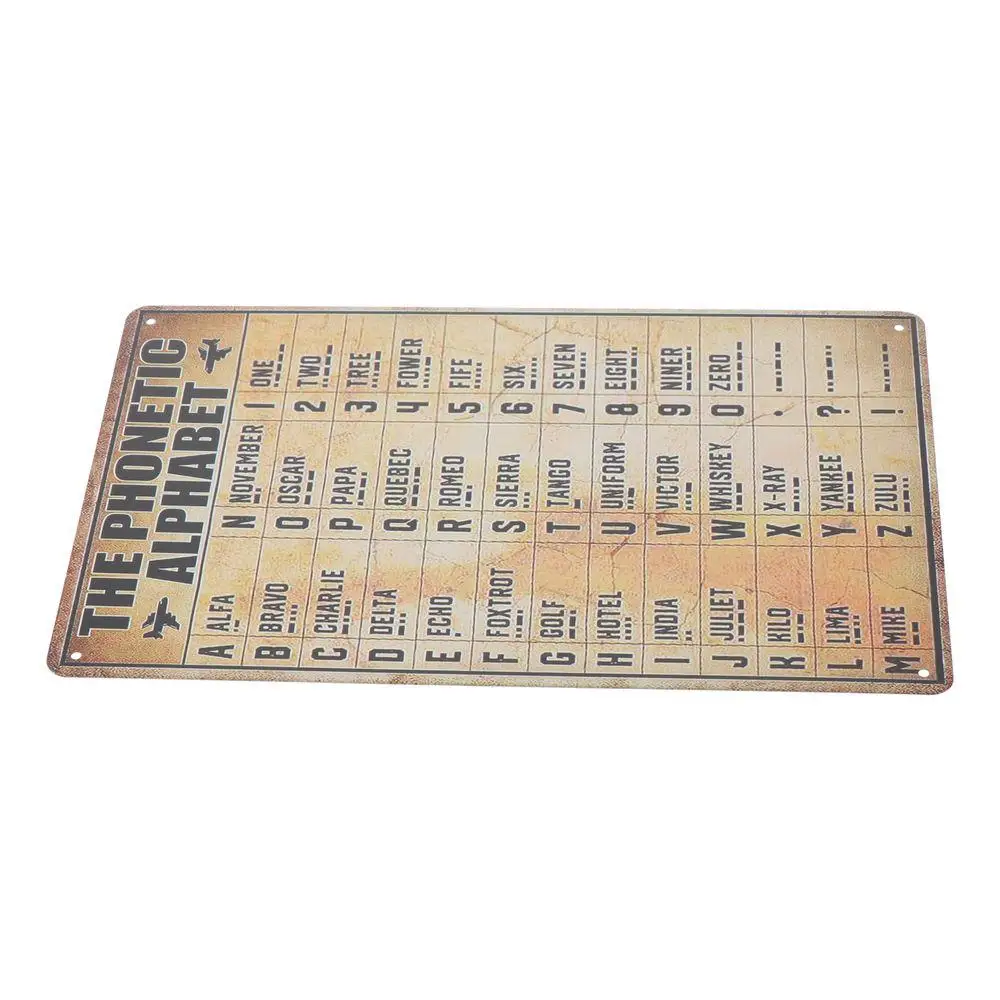 THE PHONETIC
ALPHABET
A ALFA
B BRAVO
C CHARLIE
D DELTA
E ECHO
F FOXTROT
G GOLF
H HOTEL
I INDIA
J JULIET
K KILO
L LIMA
M MIKE
N NOVEMBER
O OSCAR
P PAPA
Q QUEBEC
R ROMEO
S SIERRA
T TANGO
U UNIFORM
V VICTOR
W WHISKEY
X X-RAY
Y YANKEE
Z ZULU
1 ONE
2 TWO
3 TREE
4 FOWER
5 FIFE
6 SIX
7 SEVEN
8 EIGHT
9 NINER
0 ZERO
.
?
!